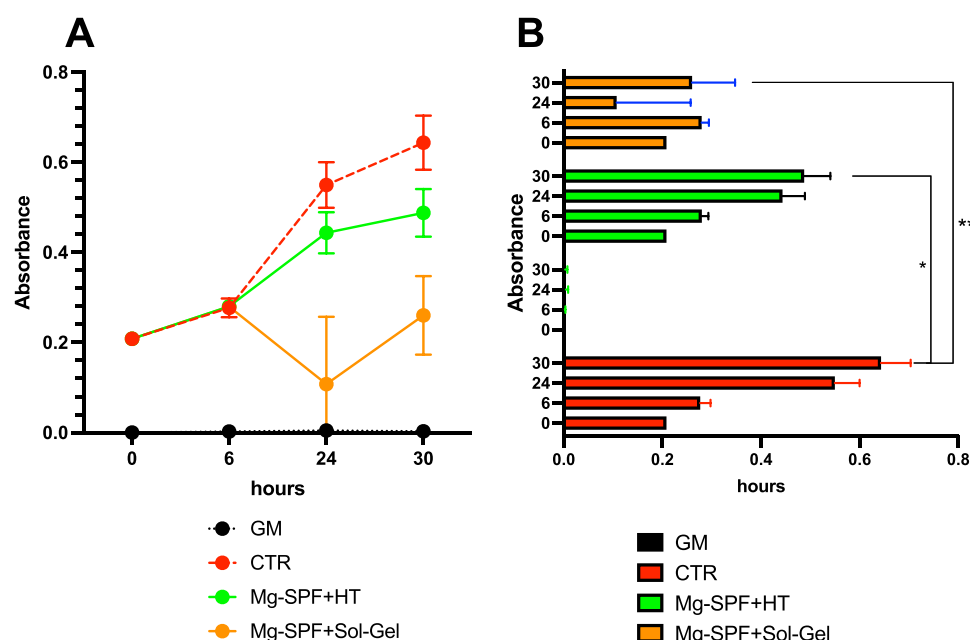 A
Absorbance
0.8
0.6
0.4
0.2
0.0
0 6 24 30
hours
GM
CTR
Mg-SPF+HT
Mg-SPF+Sol-Gel
B
Absorbance
30
24
6
0
30
24
6
0
30
24
6
0
30
24
6
0
*
**
0.0 0.2 0.4 0.6 0.8
hours
GM
CTR
Mg-SPF+HT
Mg-SPF+Sol-Gel